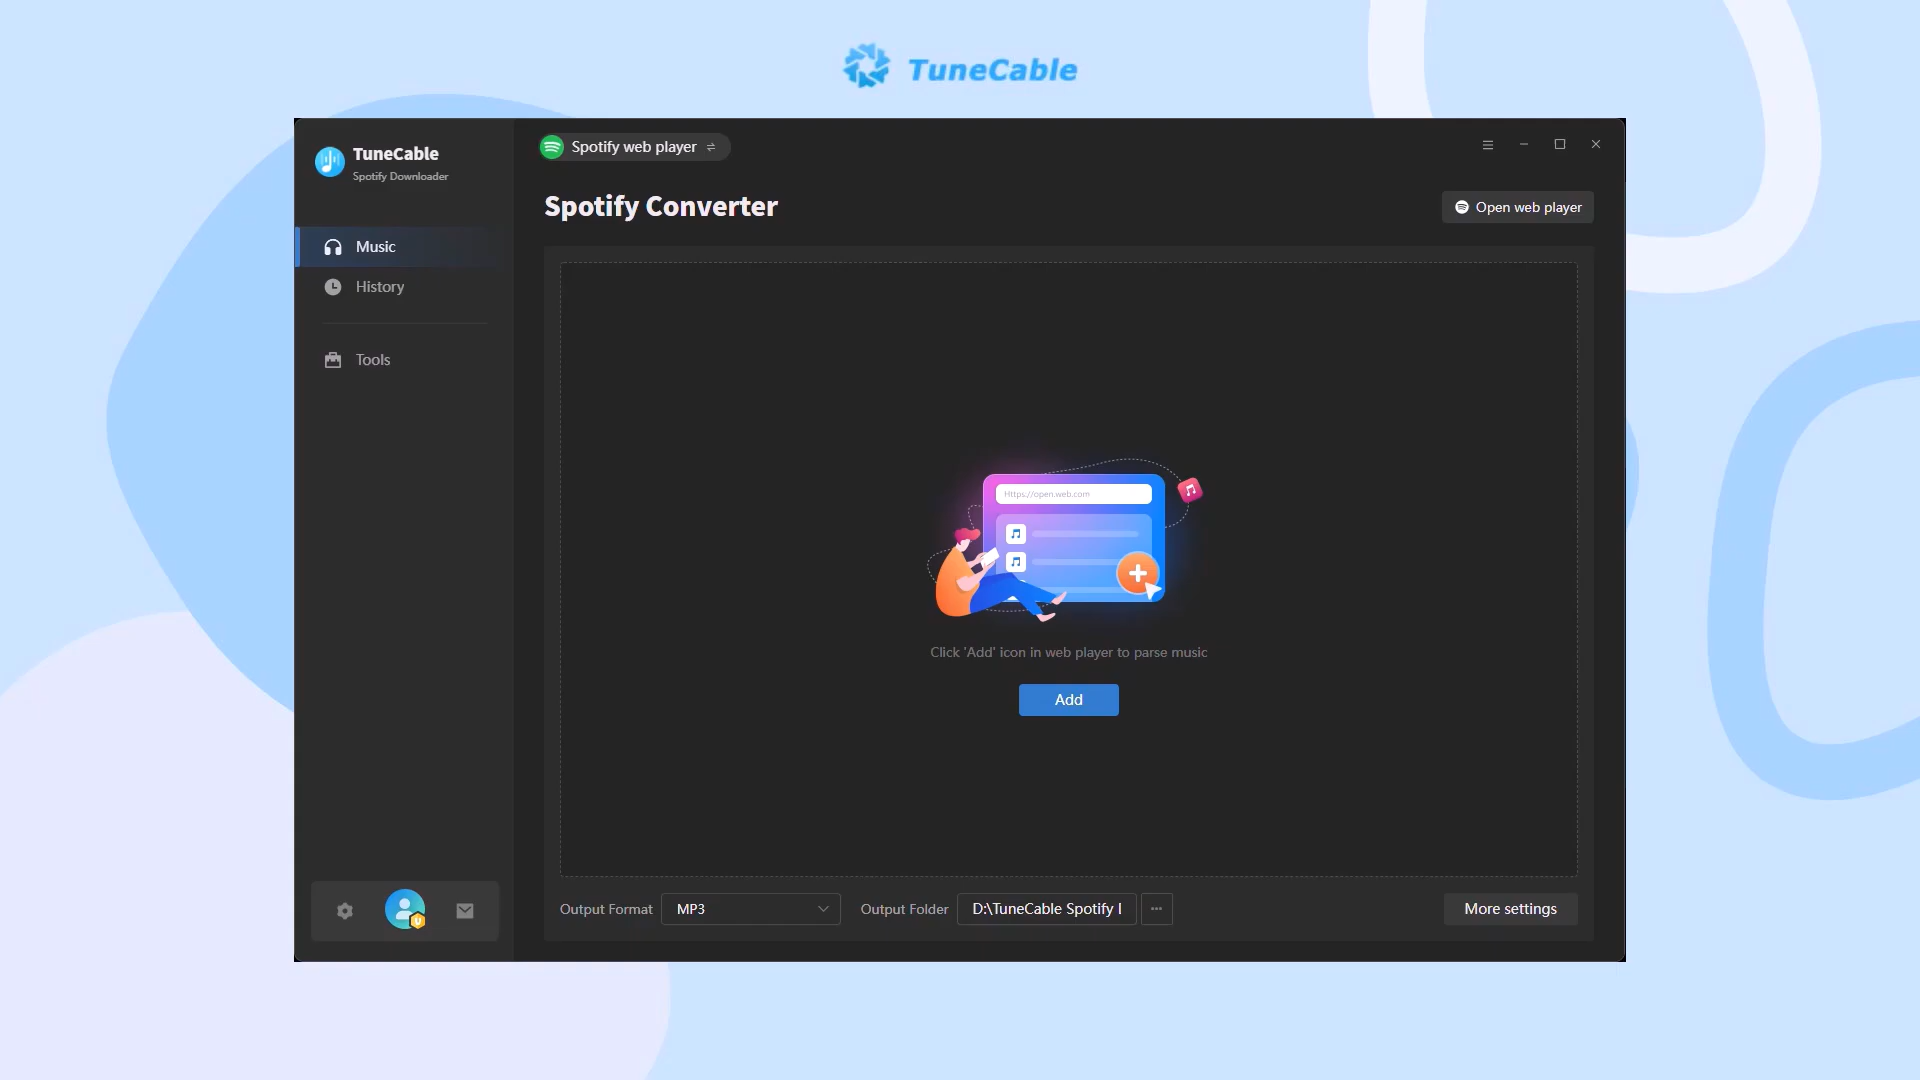 TuneCable
TuneCable
Spotify Downloader
Spotify web player
Spotify Converter
Open web player
Music
History
Tools
Https://open.web.com
Click 'Add' icon in web player to parse music
Add
Output Format
MP3
Output Folder
D:\TuneCable Spotify
More settings